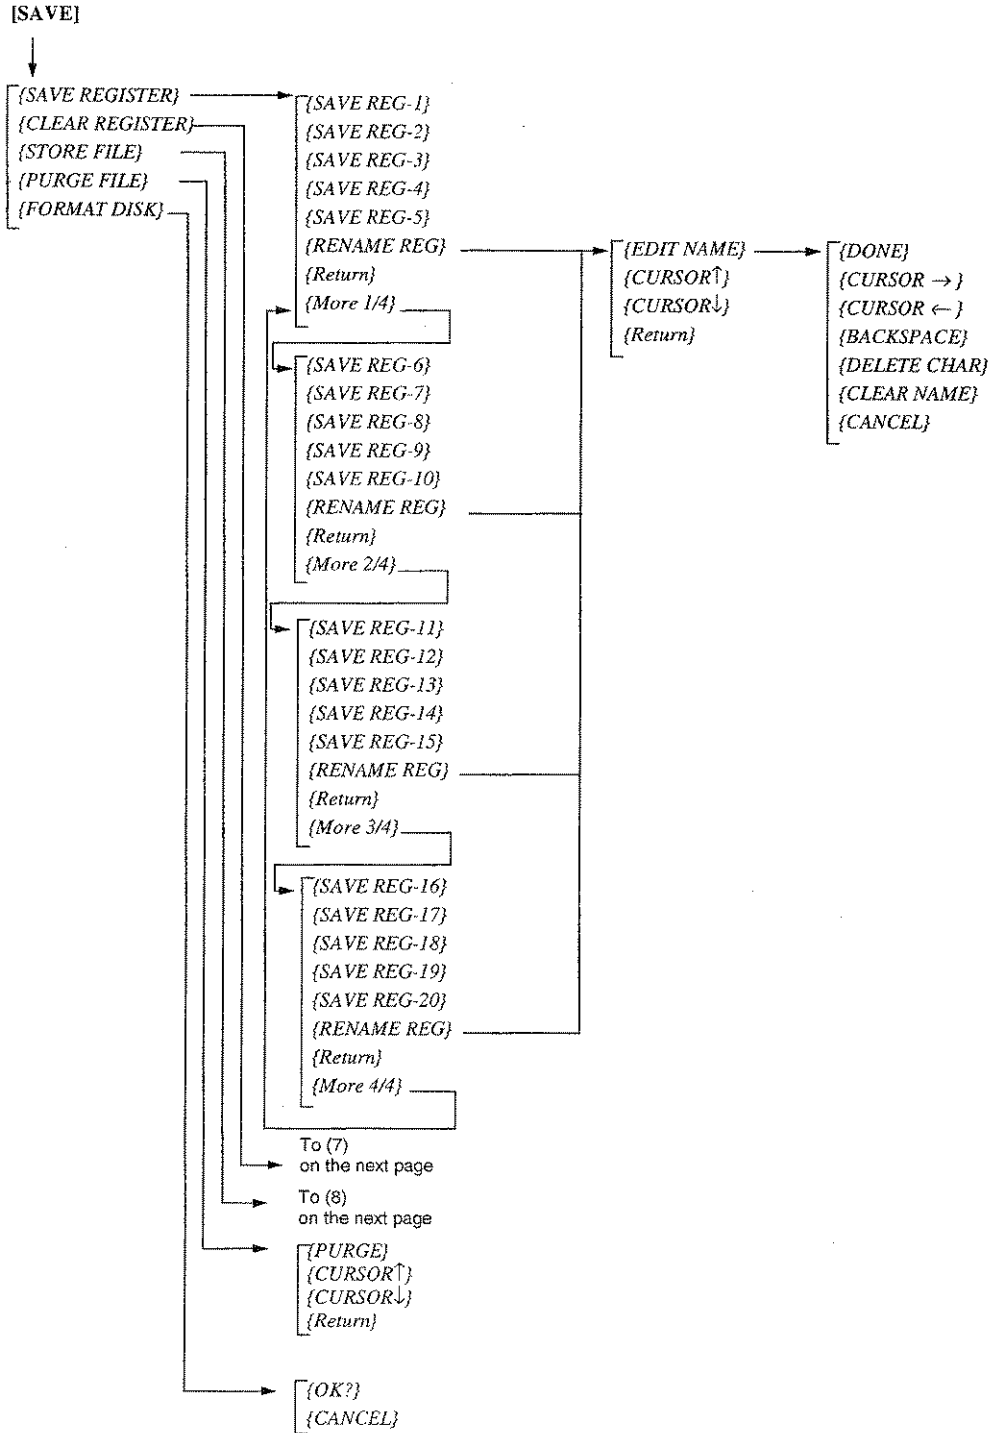 [SAVE]
{SAVE REGISTER}
{CLEAR REGISTER}
{STORE FILE}
{PURGE FILE}
{FORMAT DISK}
{SAVE REG-1}
{SAVE REG-2}
{SAVE REG-3}
{SAVE REG-4}
{SAVE REG-5}
{RENAME REG}
{Return}
{More 1/4}
{SAVE REG-6}
{SAVE REG-7}
{SAVE REG-8}
{SAVE REG-9}
{SAVE REG-10}
{RENAME REG}
{Return}
{More 2/4}
{SAVE REG-11}
{SAVE REG-12}
{SAVE REG-13}
{SAVE REG-14}
{SAVE REG-15}
{RENAME REG}
{Return}
{More 3/4}
{SAVE REG-16}
{SAVE REG-17}
{SAVE REG-18}
{SAVE REG-19}
{SAVE REG-20}
{RENAME REG}
{Return}
{More 4/4}
{EDIT NAME}
{CURSOR↑}
{CURSOR↓}
{Return}
{DONE}
{CURSOR → }
{CURSOR ← }
{BACKSPACE}
{DELETE CHAR}
{CLEAR NAME}
{CANCEL}
To (7)
on the next page
To (8)
on the next page
{PURGE}
{CURSOR↑}
{CURSOR↓}
{Return}
{OK?}
{CANCEL}